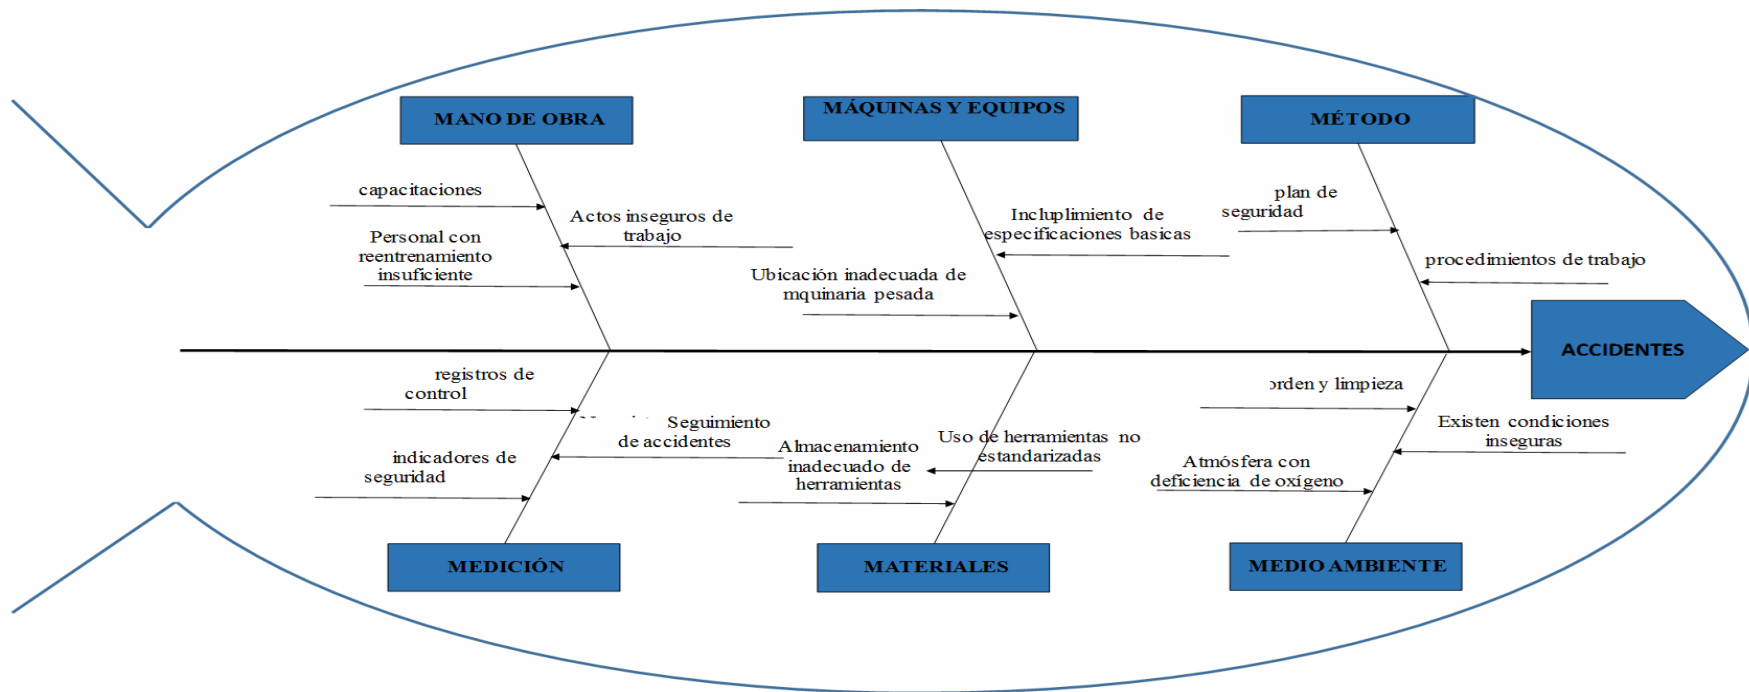 MANO DE OBRA
MÁQUINAS Y EQUIPOS
MÉTODO
capacitaciones
Actos inseguros de
trabajo
Personal con
reentrenamiento
insuficiente
Incluplimiento de
especificaciones basicas
Ubicación inadecuada de
mquinaria pesada
plan de
seguridad
procedimientos de trabajo
ACCIDENTES
registros de
control
Seguimiento
de accidentes
indicadores de
seguridad
Almacenamiento
inadecuado de
herramientas
Uso de herramientas no
estandarizadas
orden y limpieza
Existen condiciones
inseguras
Atmósfera con
deficiencia de oxígeno
MEDICIÓN
MATERIALES
MEDIO AMBIENTE